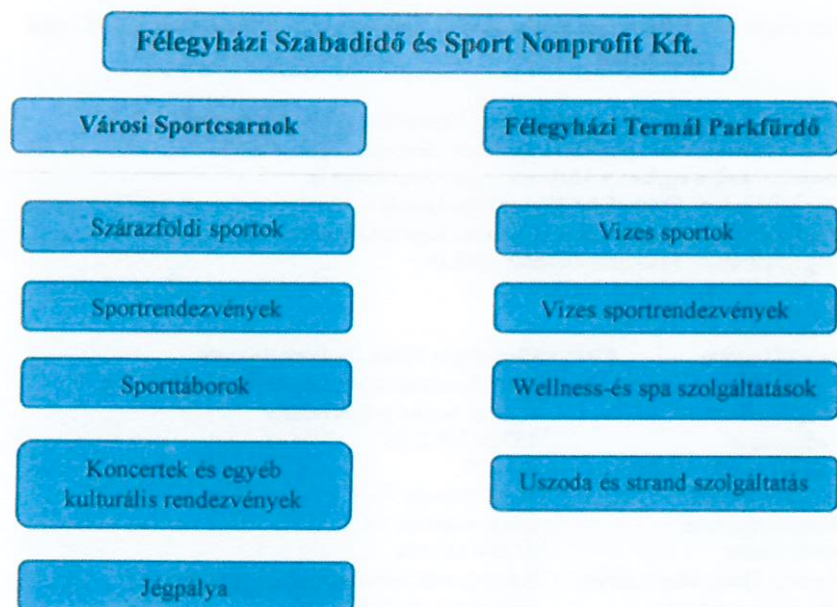 Félegyházi Szabadidő és Sport Nonprofit Kft.
Városi Sportcsarnok
Szárazföldi sportok
Sportrendezvények
Sporttáborok
Koncertek és egyéb
kulturális rendezvények
Jégpálya
Félegyházi Termál Parkfürdő
Vizes sportok
Vizes sportrendezvények
Wellness-és spa szolgáltatások
Uszoda és strand szolgáltatás